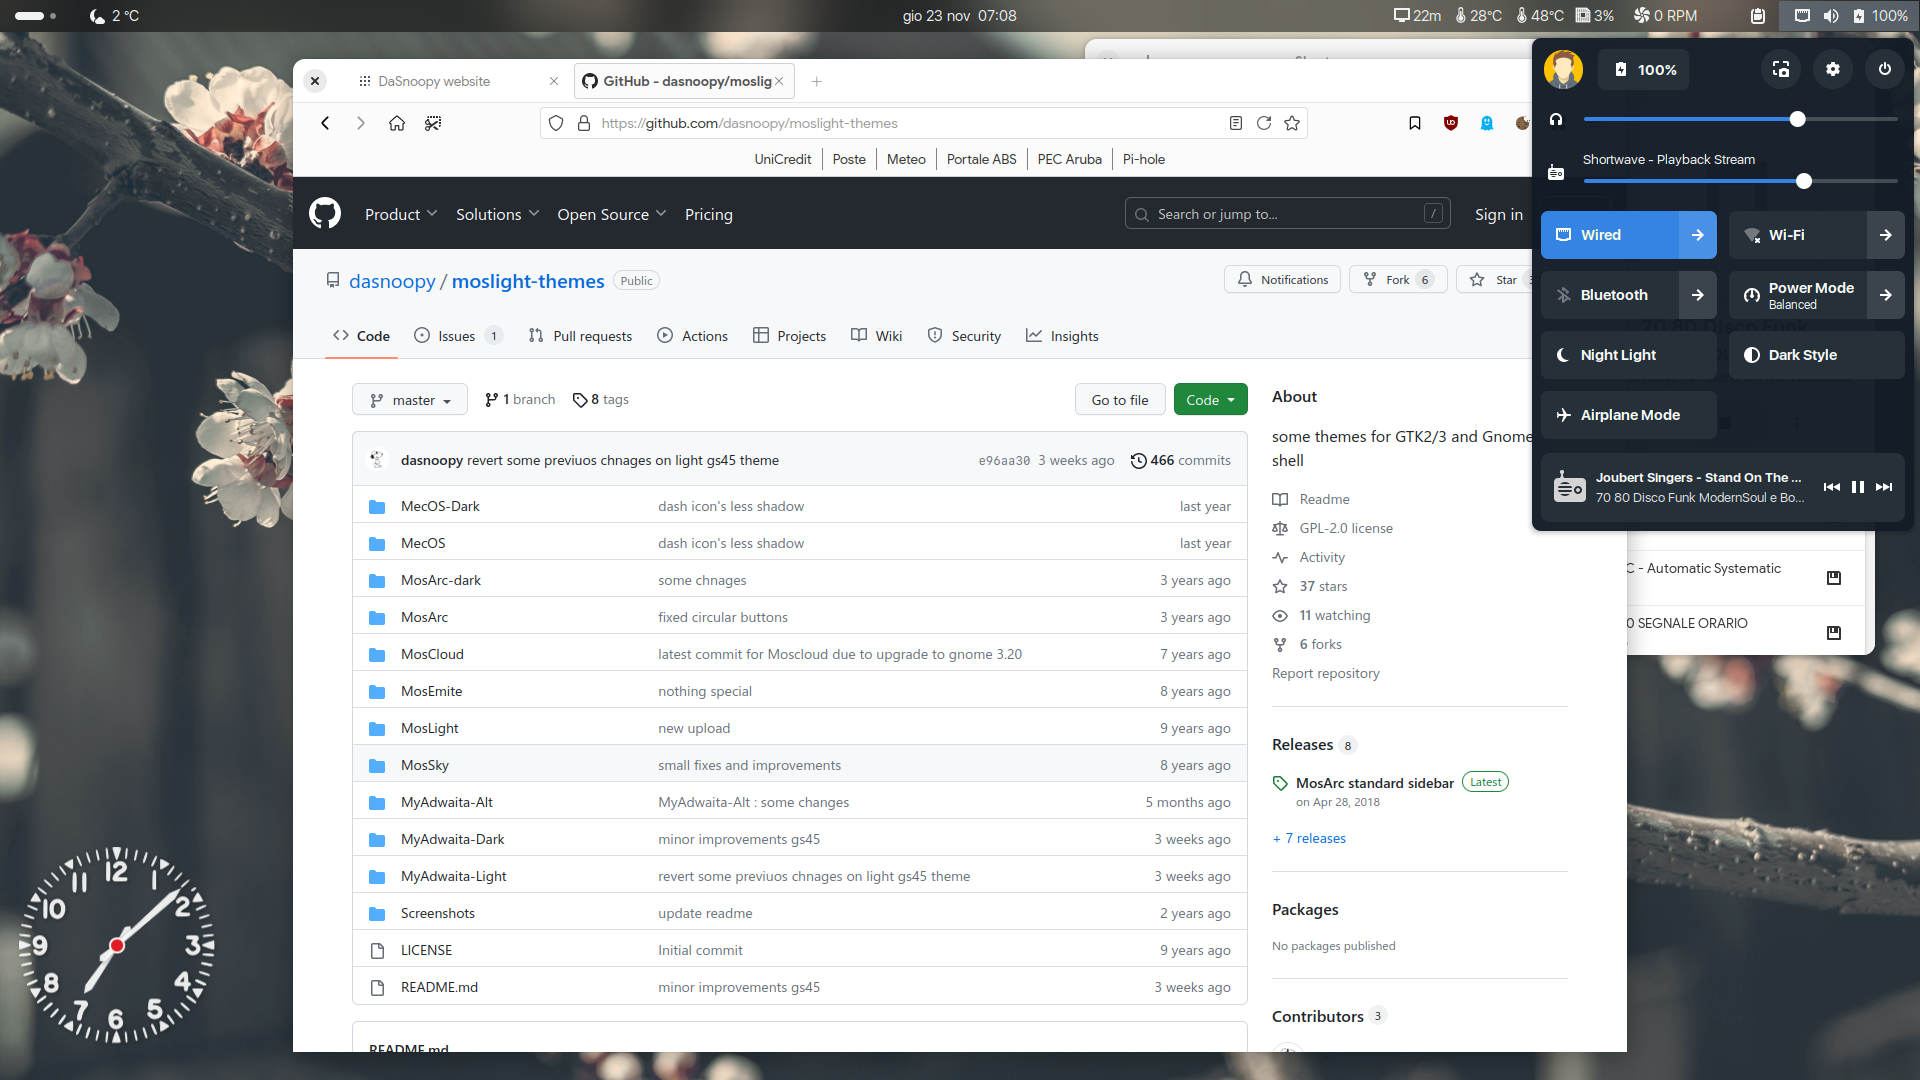 2 °C
gio 23 nov 07:08
22m 28°C 48°C 3% 0 RPM 100%
DaSnoopy website
GitHub - dasnoopy/moslig
https://github.com/dasnoopy/moslight-themes
UniCredit Poste Meteo Portale ABS PEC Aruba Pi-hole
Product Solutions Open Source Pricing
Search or jump to... /
Sign in
dasnoopy / moslight-themes Public
Notifications Fork 6 Star
Code Issues 1 Pull requests Actions Projects Wiki Security Insights
master 1 branch 8 tags Go to file Code
dasnoopy revert some previuos chnages on light gs45 theme e96aa30 3 weeks ago 466 commits
MecOS-Dark dash icon's less shadow last year
MecOS dash icon's less shadow last year
MosArc-dark some chnages 3 years ago
MosArc fixed circular buttons 3 years ago
MosCloud latest commit for Moscloud due to upgrade to gnome 3.20 7 years ago
MosEmite nothing special 8 years ago
MosLight new upload 9 years ago
MosSky small fixes and improvements 8 years ago
MyAdwaita-Alt MyAdwaita-Alt : some changes 5 months ago
MyAdwaita-Dark minor improvements gs45 3 weeks ago
MyAdwaita-Light revert some previuos chnages on light gs45 theme 3 weeks ago
Screenshots update readme 2 years ago
LICENSE Initial commit 9 years ago
README.md minor improvements gs45 3 weeks ago
README.md
About
some themes for GTK2/3 and Gnome
shell
Readme
GPL-2.0 license
Activity
37 stars
11 watching
6 forks
Report repository
Releases 8
MosArc standard sidebar Latest
on Apr 28, 2018
+ 7 releases
Packages
No packages published
Contributors 3
100%
Shortwave - Playback Stream
Wired Wi-Fi
Bluetooth Power Mode
Balanced
70 80 Disco Funk
Night Light Dark Style
Airplane Mode
Joubert Singers - Stand On The ...
70 80 Disco Funk ModernSoul e Bo...
C - Automatic Systematic
0 SEGNALE ORARIO
12
1
2
3
4
5
6
7
8
9
10
11